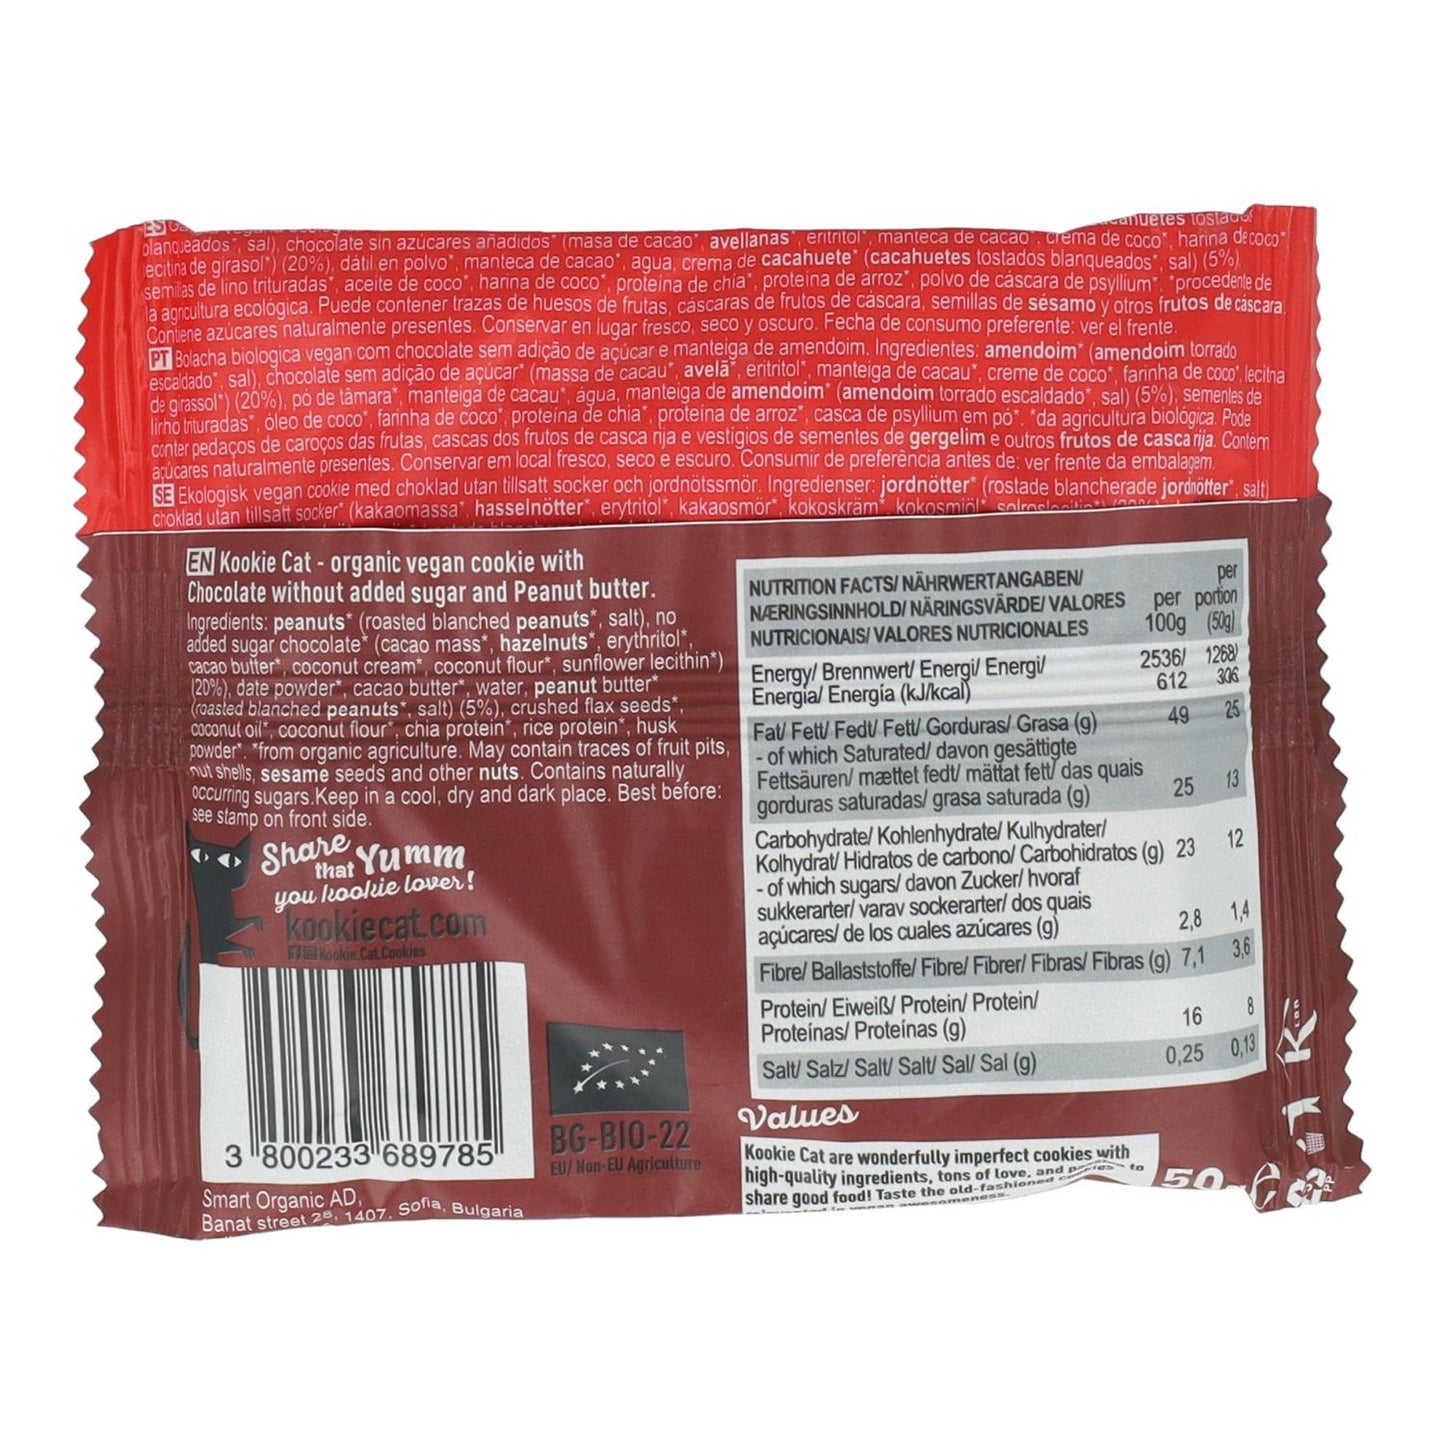 ES
cahuetes tostados
blanqueados*, sal), chocolate sin azúcares añadidos* (masa de cacao*, avellanas*, eritritol*, manteca de cacao*, crema de coco*, harina de coco*,
lecitina de girasol*) (20%), dátil en polvo*, manteca de cacao*, agua, crema de cacahuete* (cacahuetes tostados blanqueados*, sal) (5%),
semillas de lino trituradas*, aceite de coco*, harina de coco*, proteína de chía*, proteína de arroz*, polvo de cáscara de psyllium*. *procedente de
la agricultura ecológica. Puede contener trazas de huesos de frutas, cáscaras de frutos de cáscara, semillas de sésamo y otros frutos de cáscara.
Contiene azúcares naturalmente presentes. Conservar en lugar fresco, seco y oscuro. Fecha de consumo preferente: ver el frente.
PT Bolacha biologica vegan com chocolate sem adição de açúcar e manteiga de amendoim. Ingredientes: amendoim* (amendoim torrado
escaldado*, sal), chocolate sem adição de açúcar* (massa de cacau*, avelã*, eritritol*, manteiga de cacau*, creme de coco*, farinha de coco*, lecitina
de girassol*) (20%), pó de tâmara*, manteiga de cacau*, água, manteiga de amendoim* (amendoim torrado escaldado*, sal) (5%), sementes de
linho trituradas*, óleo de coco*, farinha de coco*, proteína de chia*, proteína de arroz*, casca de psyllium em pó*. *da agricultura biológica. Pode
conter pedaços de caroços das frutas, cascas dos frutos de casca rija e vestígios de sementes de gergelim e outros frutos de casca rija. Contém
açúcares naturalmente presentes. Conservar em local fresco, seco e escuro. Consumir de preferência antes de: ver frente da embalagem.
SE Ekologisk vegan cookie med choklad utan tillsatt socker och jordnötssmör. Ingredienser: jordnötter* (rostade blancherade jordnötter*, salt)
choklad utan tillsatt socker* (kakaomassa*, hasselnötter*, erytritol*, kakaosmör*, kokoskräm*, kokosmjöl*, solroslecitin*) (20%)
EN Kookie Cat - organic vegan cookie with
Chocolate without added sugar and Peanut butter.
Ingredients: peanuts* (roasted blanched peanuts*, salt), no
added sugar chocolate* (cacao mass*, hazelnuts*, erythritol*,
cacao butter*, coconut cream*, coconut flour*, sunflower lecithin*)
(20%), date powder*, cacao butter*, water, peanut butter*
(roasted blanched peanuts*, salt) (5%), crushed flax seeds*,
coconut oil*, coconut flour*, chia protein*, rice protein*, husk
powder*. *from organic agriculture. May contain traces of fruit pits,
nut shells, sesame seeds and other nuts. Contains naturally
occurring sugars.Keep in a cool, dry and dark place. Best before:
see stamp on front side.
Share
that Yumm
you kookie lover!
kookiecat.com
Kookie.Cat.Cookies
3 800233 689785
Smart Organic AD,
Banat street 28, 1407, Sofia, Bulgaria
BG-BIO-22
EU/ Non-EU Agriculture
NUTRITION FACTS/ NÄHRWERTANGABEN/
NÆRINGSINNHOLD/ NÄRINGSVÄRDE/ VALORES
NUTRICIONAIS/ VALORES NUTRICIONALES
per
100g
per
portion
(50g)
Energy/ Brennwert/ Energi/ Energi/
Energia/ Energía (kJ/kcal)
2536/
612
1268/
306
Fat/ Fett/ Fedt/ Fett/ Gorduras/ Grasa (g) 49 25
- of which Saturated/ davon gesättigte
Fettsäuren/ mættet fedt/ mättat fett/ das quais
gorduras saturadas/ grasa saturada (g) 25 13
Carbohydrate/ Kohlenhydrate/ Kulhydrater/
Kolhydrat/ Hidratos de carbono/ Carbohidratos (g) 23 12
- of which sugars/ davon Zucker/ hvoraf
sukkerarter/ varav sockerarter/ dos quais
açúcares/ de los cuales azúcares (g) 2,8 1,4
Fibre/ Ballaststoffe/ Fibre/ Fibrer/ Fibras/ Fibras (g) 7,1 3,6
Protein/ Eiweiß/ Protein/ Protein/
Proteínas/ Proteínas (g) 16 8
Salt/ Salz/ Salt/ Salt/ Sal/ Sal (g) 0,25 0,13
Values
Kookie Cat are wonderfully imperfect cookies with
high-quality ingredients, tons of love, and to
share good food! Taste the old-fashioned
50g